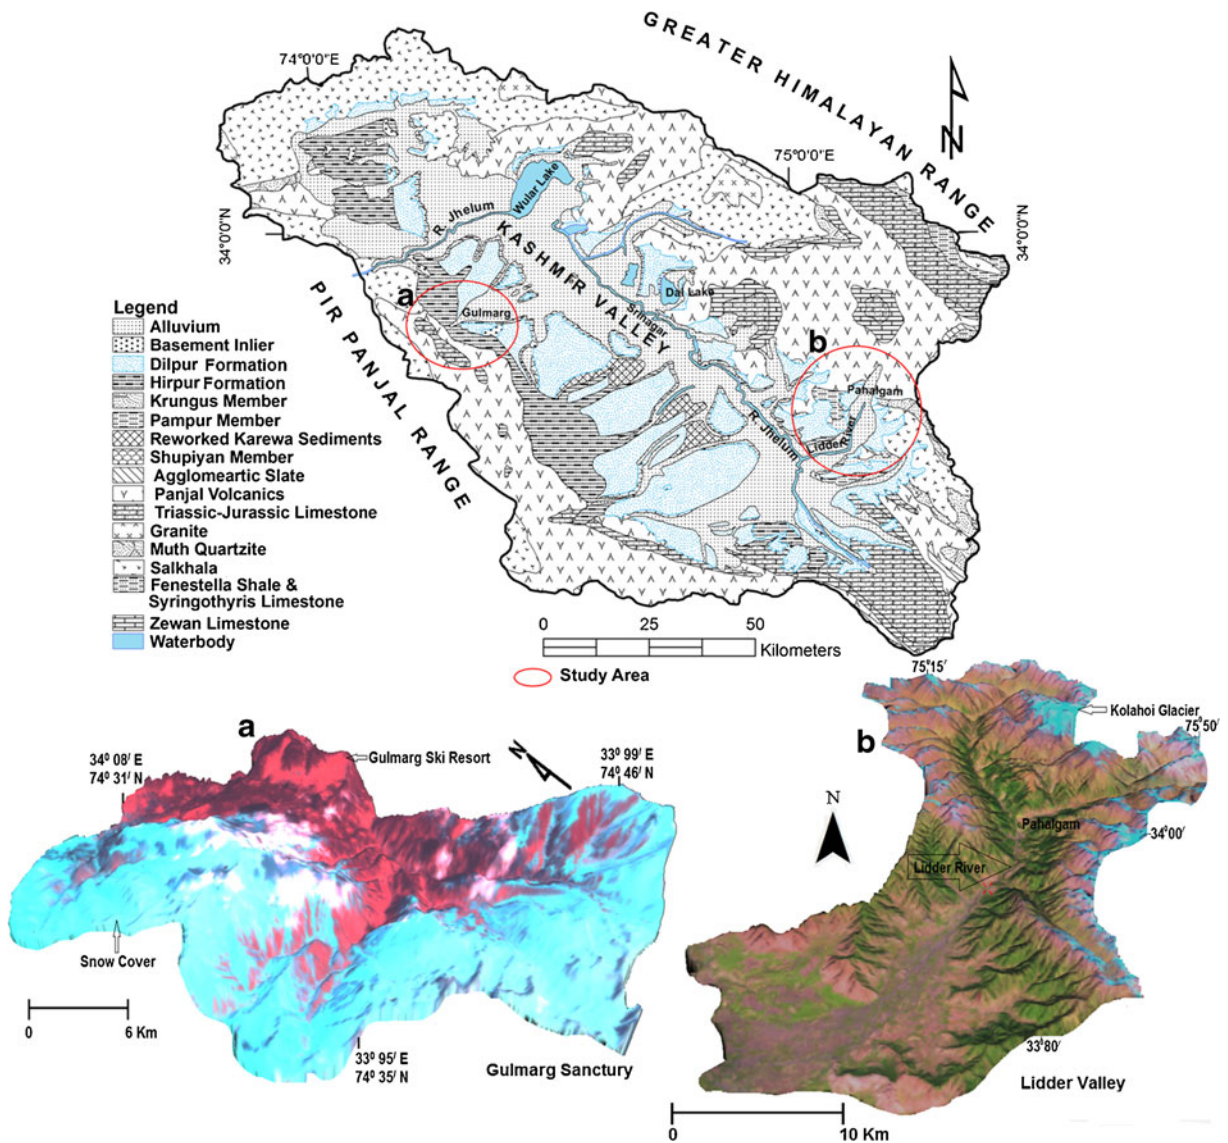 GREATER HIMALAYAN RANGE
74°0'0"E
N
75°0'0"E
Wular Lake
34°0'0"N
R. Jhelum
34°0'0"N
KASHMIR VALLEY
PIR PANJAL RANGE
a
Gulmarg
Dal Lake
Srinagar
b
Pahalgam
Lidder River
R. Jhelum
Legend
Alluvium
Basement Inlier
Dilpur Formation
Hirpur Formation
Krungus Member
Pampur Member
Reworked Karewa Sediments
Shupiyan Member
Agglomeartic Slate
Panjal Volcanics
Triassic-Jurassic Limestone
Granite
Muth Quartzite
Salkhala
Fenestella Shale &
Syringothyris Limestone
Zewan Limestone
Waterbody
0 25 50
Kilometers
Study Area
a
34° 08′ E
74° 31′ N
Gulmarg Ski Resort
N
33° 99′ E
74° 46′ N
Snow Cover
0 6 Km
33° 95′ E
74° 35′ N
Gulmarg Sanctury
75°15′
b
Kolahoi Glacier
75°50′
N
Pahalgam
34°00′
Lidder River
33°80′
Lidder Valley
0 10 Km